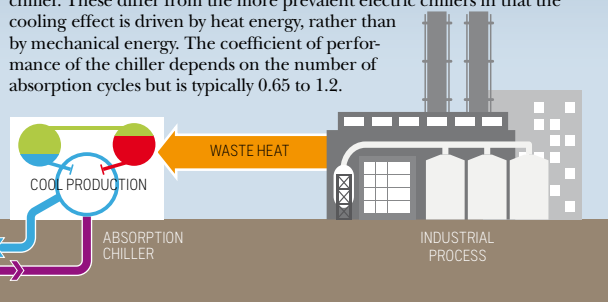 chiller. These differ from the more prevalent electric chillers in that the
cooling effect is driven by heat energy, rather than
by mechanical energy. The coefficient of perfor-
mance of the chiller depends on the number of
absorption cycles but is typically 0.65 to 1.2.
WASTE HEAT
COOL PRODUCTION
ABSORPTION
CHILLER
INDUSTRIAL
PROCESS